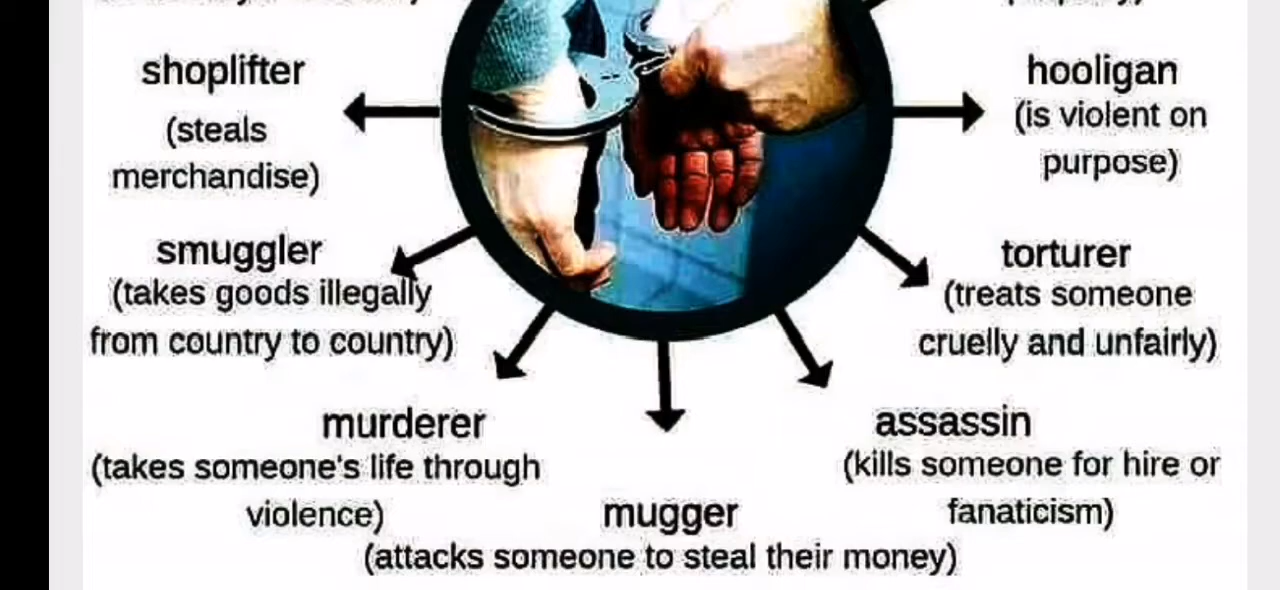 shoplifter
(steals
merchandise)
hooligan
(is violent on
purpose)
smuggler
(takes goods illegally
from country to country)
torturer
(treats someone
cruelly and unfairly)
murderer
(takes someone's life through
violence)
mugger
(attacks someone to steal their money)
assassin
(kills someone for hire or
fanaticism)